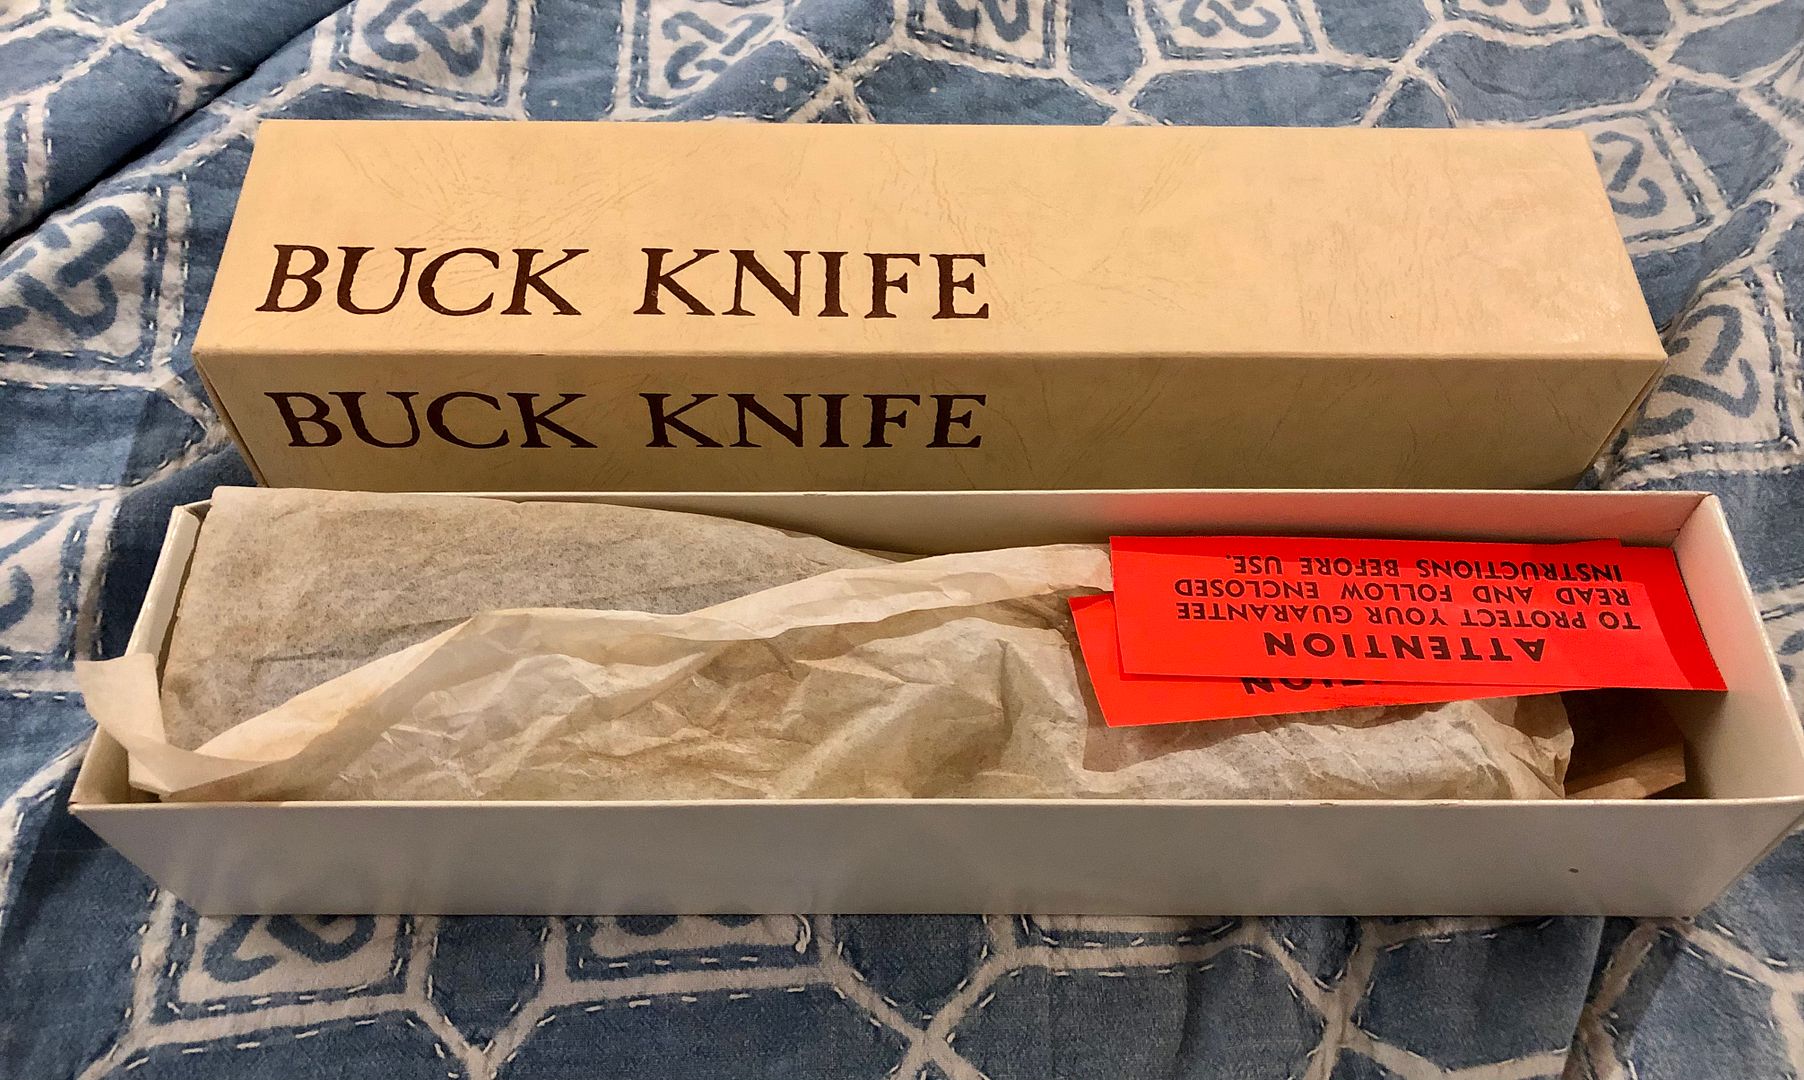 BUCK KNIFE
BUCK KNIFE
ATTENTION
TO PROTECT YOUR GUARANTEE
READ AND FOLLOW ENCLOSED
INSTRUCTIONS BEFORE USE.